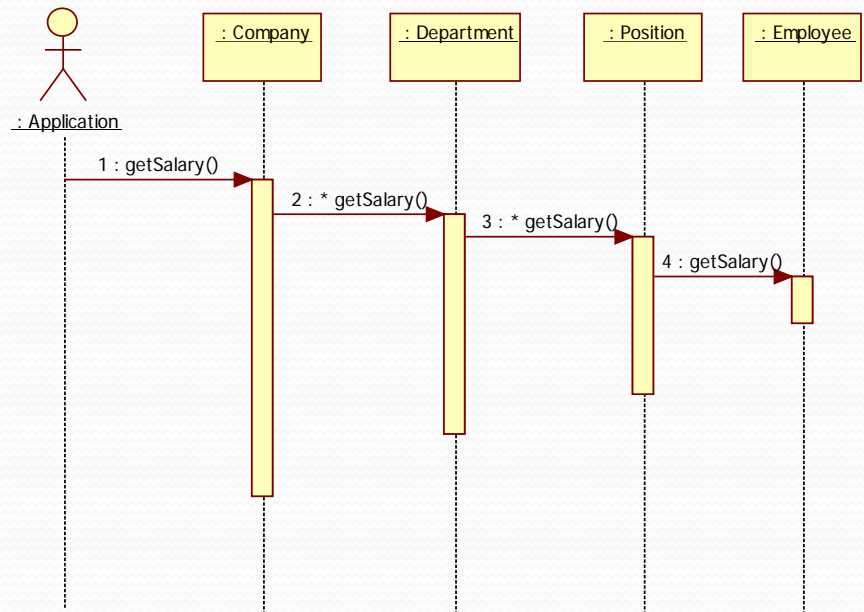 : Company
: Department
: Position
: Employee
: Application
1 : getSalary()
2 : * getSalary()
3 : * getSalary()
4 : getSalary()